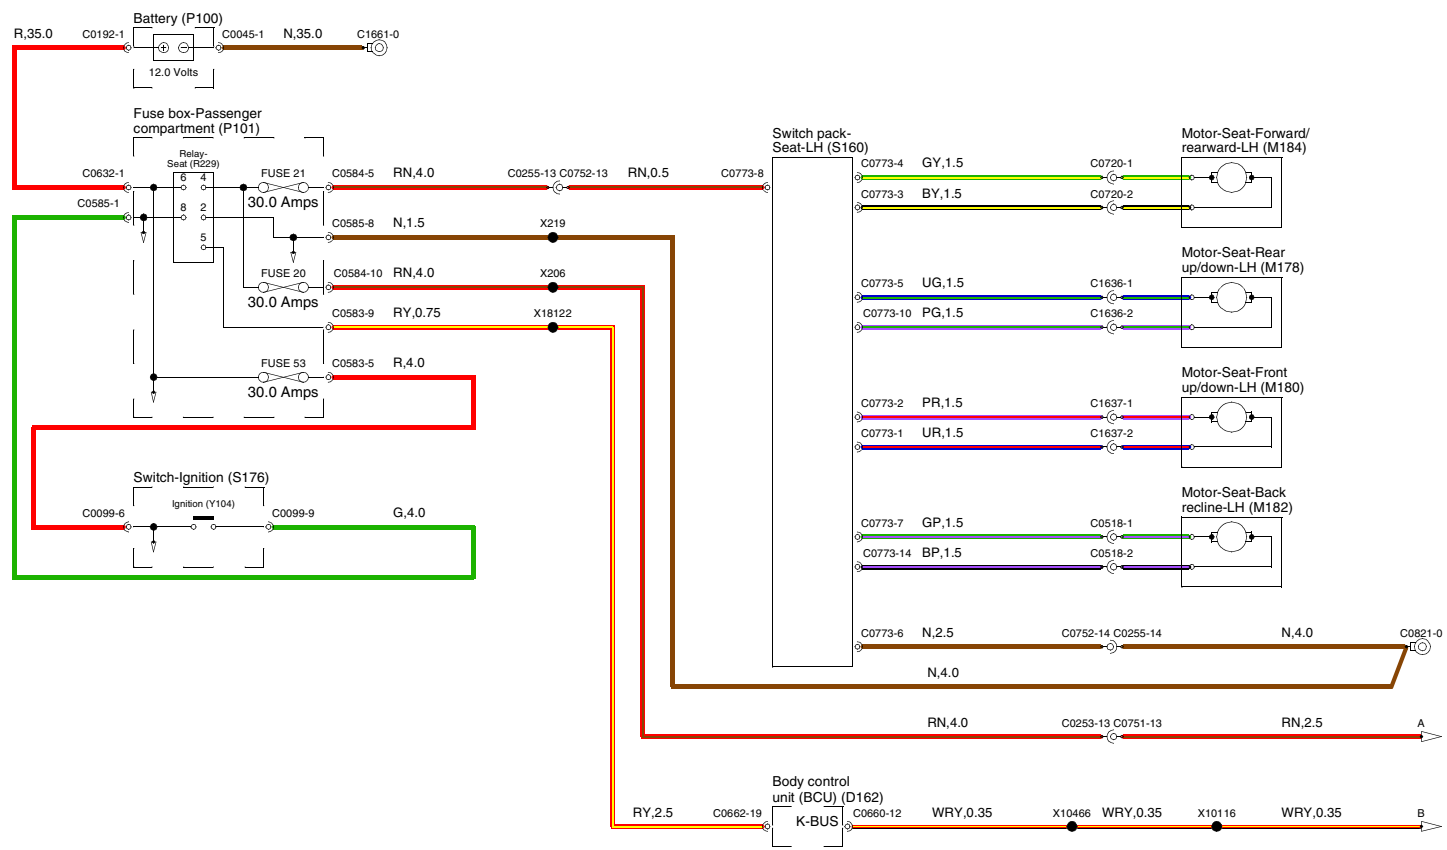 Battery (P100)
R,35.0
C0192-1
C0045-1
N,35.0
C1661-0
12.0 Volts
Fuse box-Passenger
compartment (P101)
Relay-
Seat (R229)
C0632-1
6
4
FUSE 21
30.0 Amps
C0584-5
RN,4.0
C0255-13
C0752-13
RN,0.5
C0773-8
C0585-1
8
2
C0585-8
N,1.5
X219
5
FUSE 20
30.0 Amps
C0584-10
RN,4.0
X206
C0583-9
RY,0.75
X18122
FUSE 53
30.0 Amps
C0583-5
R,4.0
Switch-Ignition (S176)
Ignition (Y104)
C0099-6
C0099-9
G,4.0
Switch pack-
Seat-LH (S160)
C0773-4
GY,1.5
C0720-1
C0773-3
BY,1.5
C0720-2
Motor-Seat-Forward/
rearward-LH (M184)
Motor-Seat-Rear
up/down-LH (M178)
C0773-5
UG,1.5
C1636-1
C0773-10
PG,1.5
C1636-2
Motor-Seat-Front
up/down-LH (M180)
C0773-2
PR,1.5
C1637-1
C0773-1
UR,1.5
C1637-2
Motor-Seat-Back
recline-LH (M182)
C0773-7
GP,1.5
C0518-1
C0773-14
BP,1.5
C0518-2
C0773-6
N,2.5
C0752-14
C0255-14
N,4.0
C0821-0
N,4.0
RN,4.0
C0253-13
C0751-13
RN,2.5
A
Body control
unit (BCU) (D162)
RY,2.5
C0662-19
K-BUS
C0660-12
WRY,0.35
X10466
WRY,0.35
X10116
WRY,0.35
B